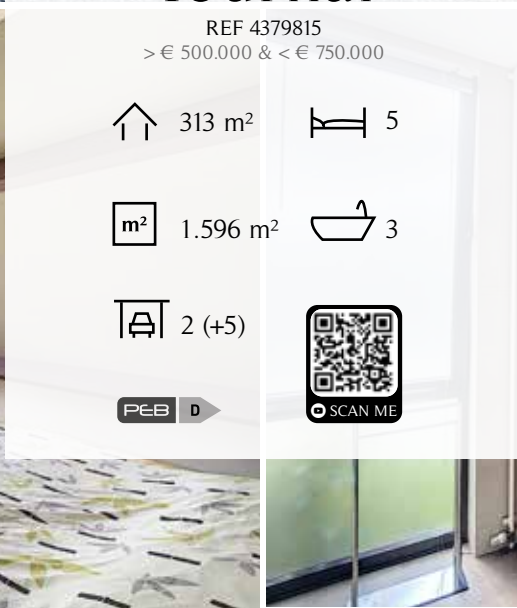 REF 4379815
> € 500.000 & < € 750.000
313 m²
5
m²
1.596 m²
3
2 (+5)
PEB D
SCAN ME